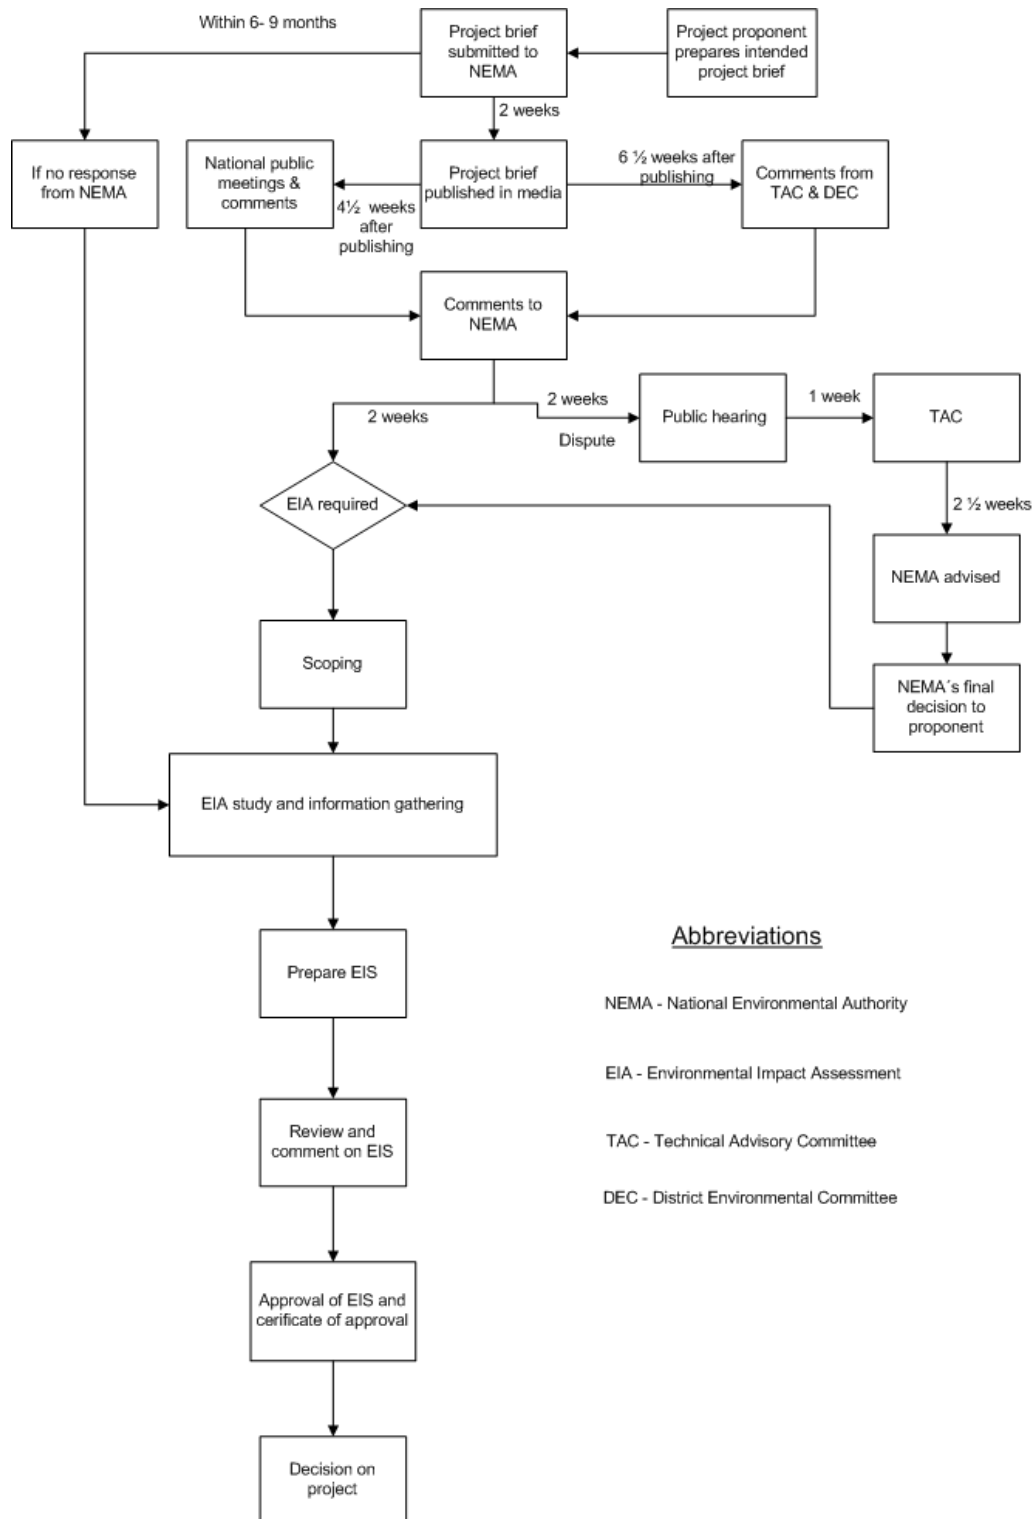 Within 6- 9 months
Project brief
submitted to
NEMA
Project proponent
prepares intended
project brief
2 weeks
If no response
from NEMA
National public
meetings &
comments
Project brief
published in media
6 ½ weeks after
publishing
Comments from
TAC & DEC
4½ weeks
after
publishing
Comments to
NEMA
2 weeks
2 weeks
Dispute
Public hearing
1 week
TAC
EIA required
2 ½ weeks
NEMA advised
Scoping
NEMA´s final
decision to
proponent
EIA study and information gathering
Prepare EIS
Abbreviations
NEMA - National Environmental Authority
EIA - Environmental Impact Assessment
Review and
comment on EIS
TAC - Technical Advisory Committee
DEC - District Environmental Committee
Approval of EIS and
cerificate of approval
Decision on
project